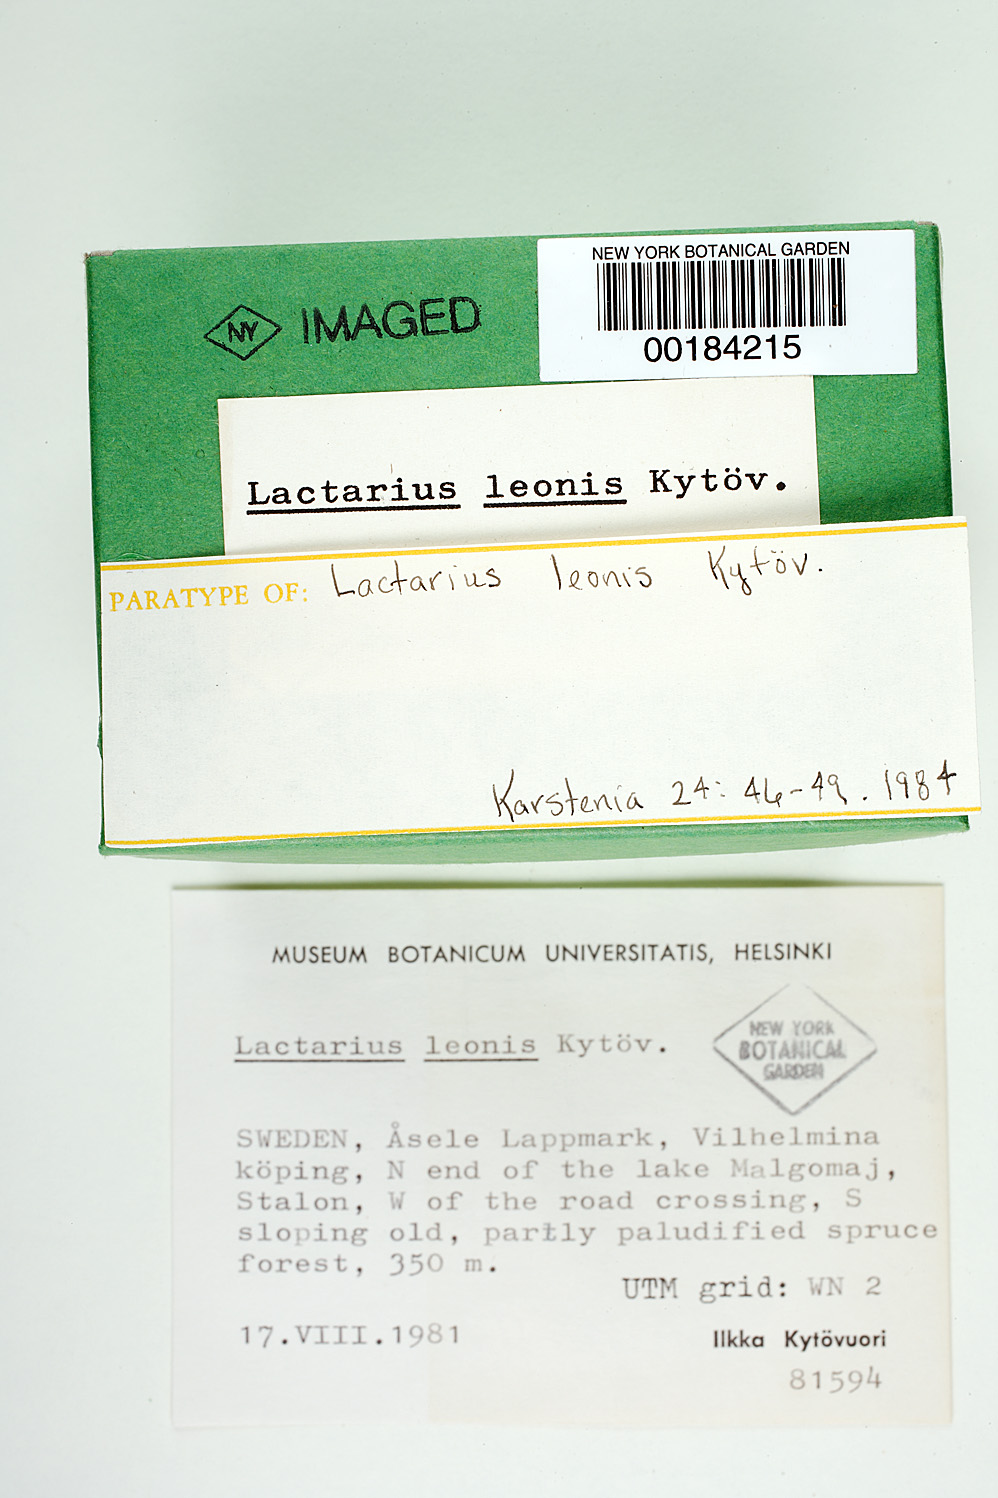 NEW YORK BOTANICAL GARDEN
00184215
NY IMAGED
Lactarius leonis Kytöv.
PARATYPE OF: Lactarius leonis Kytöv.
Karstenia 24: 46-49. 1984
MUSEUM BOTANICUM UNIVERSITATIS, HELSINKI
Lactarius leonis Kytöv.
NEW YORK
BOTANICAL
GARDEN
SWEDEN, Åsele Lappmark, Vilhelmina
köping, N end of the lake Malgomaj,
Stalon, W of the road crossing, S
sloping old, partly paludified spruce
forest, 350 m.
UTM grid: WN 2
17.VIII.1981
Ilkka Kytövuori
81594